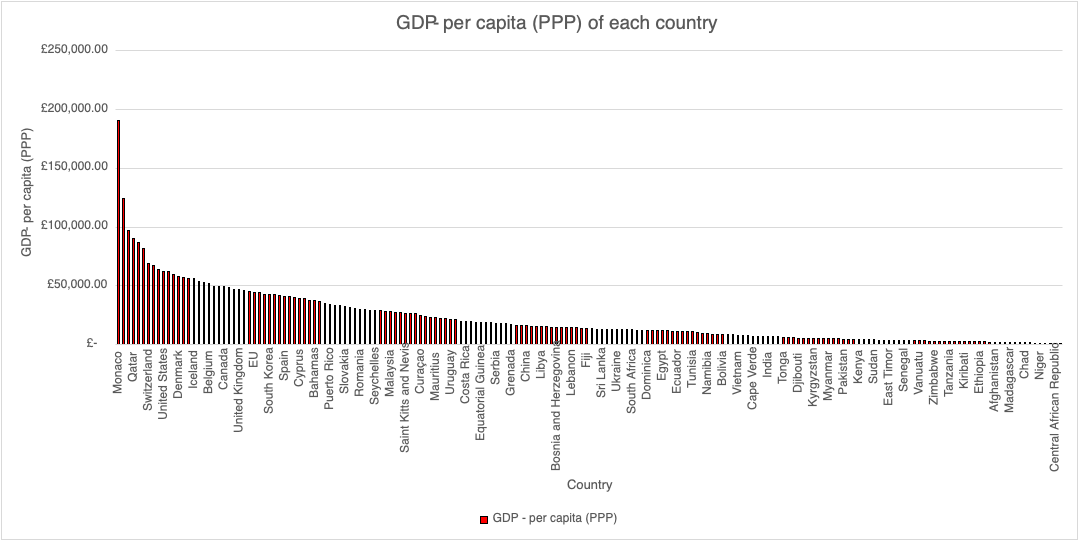 GDP- per capita (PPP) of each country
£250,000.00
£200,000.00
£150,000.00
£100,000.00
£50,000.00
£-
GDP- per capita (PPP)
Monaco
Qatar
Switzerland
United States
Denmark
Iceland
Belgium
Canada
United Kingdom
EU
South Korea
Spain
Cyprus
Bahamas
Puerto Rico
Slovakia
Romania
Seychelles
Malaysia
Saint Kitts and Nevis
Curaçao
Mauritius
Uruguay
Costa Rica
Equatorial Guinea
Serbia
Grenada
China
Libya
Bosnia and Herzegovina
Lebanon
Fiji
Sri Lanka
Ukraine
South Africa
Dominica
Egypt
Ecuador
Tunisia
Namibia
Bolivia
Vietnam
Cape Verde
India
Tonga
Djibouti
Kyrgyzstan
Myanmar
Pakistan
Kenya
Sudan
East Timor
Senegal
Vanuatu
Zimbabwe
Tanzania
Kiribati
Ethiopia
Afghanistan
Madagascar
Chad
Niger
Central African Republic
Country
GDP - per capita (PPP)